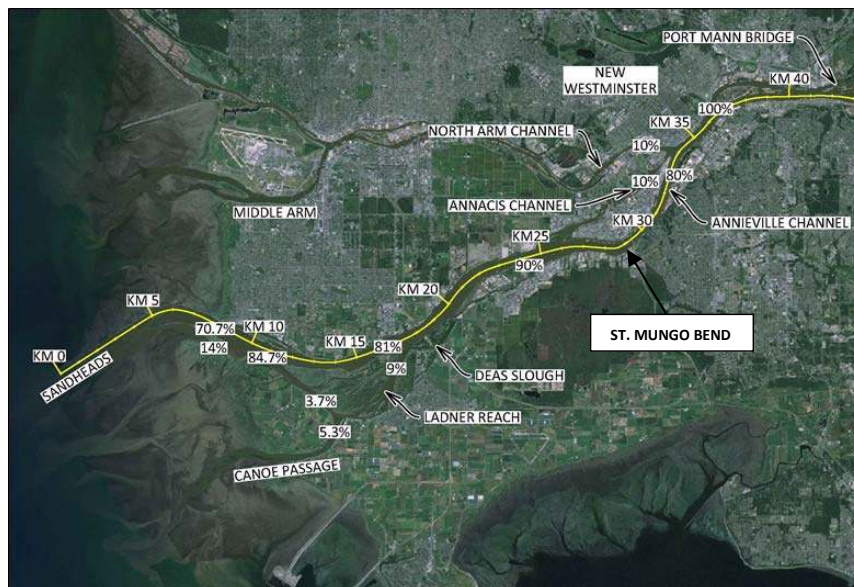 PORT MANN BRIDGE
NEW
WESTMINSTER
KM 40
100%
KM 35
NORTH ARM CHANNEL
10%
10%
80%
ANNACIS CHANNEL
MIDDLE ARM
ANNIEVILLE CHANNEL
KM 30
KM25
90%
KM 20
KM 5
70.7%
KM 10
14%
84.7%
KM 15
81%
9%
KM 0
SANDHEADS
ST. MUNGO BEND
DEAS SLOUGH
3.7%
LADNER REACH
5.3%
CANOE PASSAGE